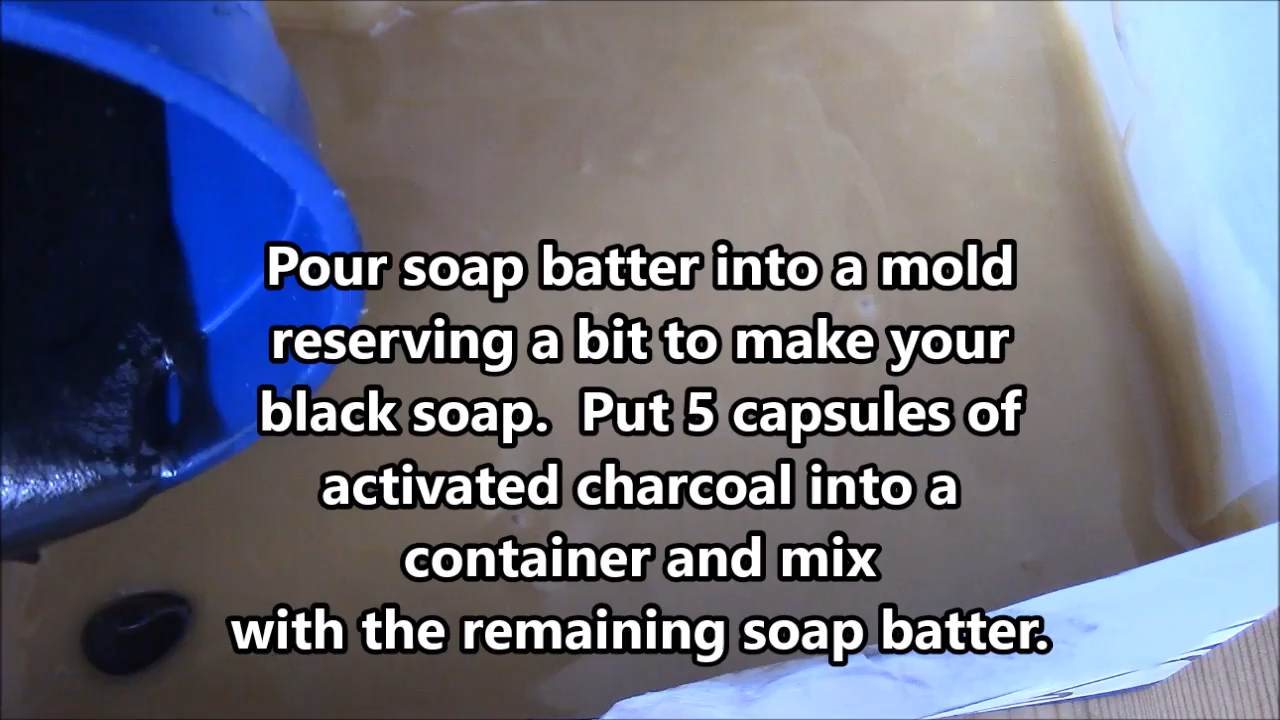 Pour soap batter into a mold
reserving a bit to make your
black soap.  Put 5 capsules of
activated charcoal into a
container and mix
with the remaining soap batter.